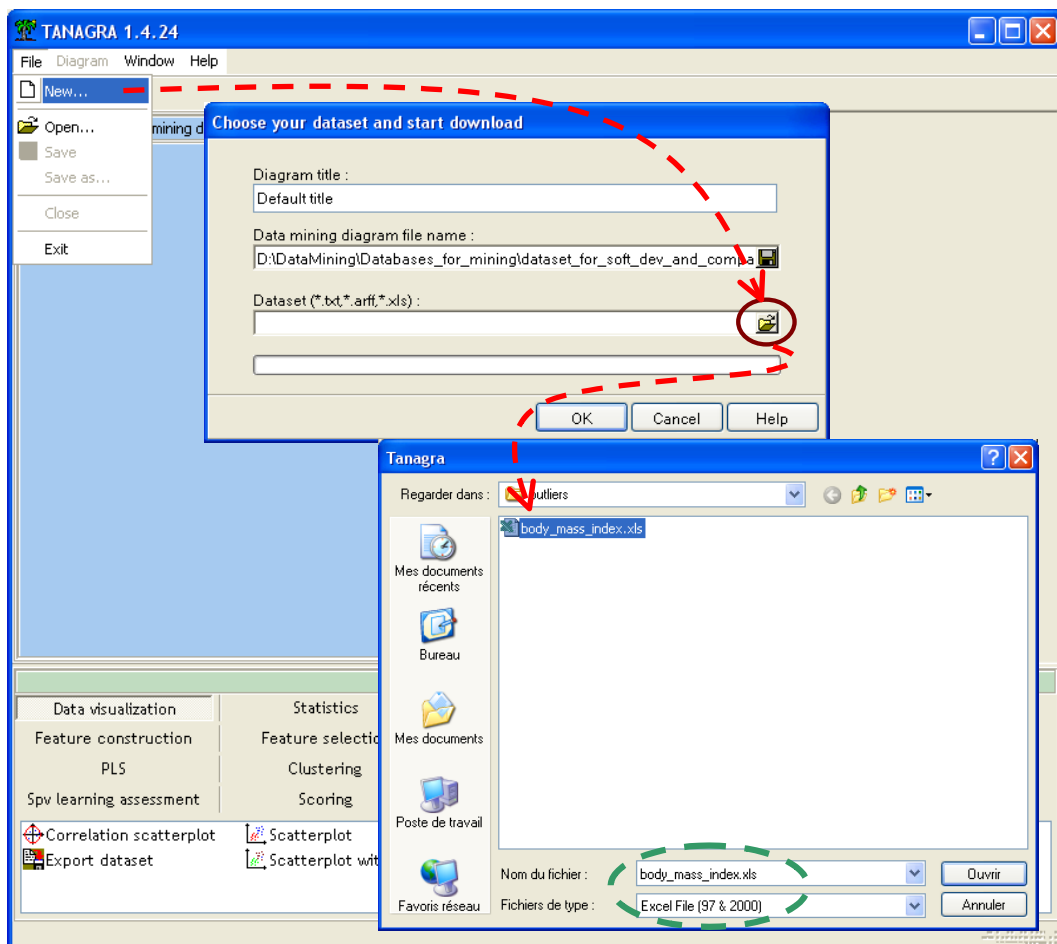 TANAGRA 1.4.24
File Diagram Window Help
New...
Open...
Save
Save as...
Close
Exit
mining d
Choose your dataset and start download
Diagram title :
Default title
Data mining diagram file name :
D:\DataMining\Databases_for_mining\dataset_for_soft_dev_and_compa
Dataset (*.txt,*.arff,*.xls) :
OK Cancel Help
Tanagra
Regarder dans : outliers
body_mass_index.xls
Mes documents
récents
Bureau
Mes documents
Poste de travail
Favoris réseau
Nom du fichier : body_mass_index.xls Ouvrir
Fichiers de type : Excel File (97 & 2000) Annuler
Data visualization Statistics
Feature construction Feature selectio
PLS Clustering
Spv learning assessment Scoring
Correlation scatterplot Scatterplot
Export dataset Scatterplot wit